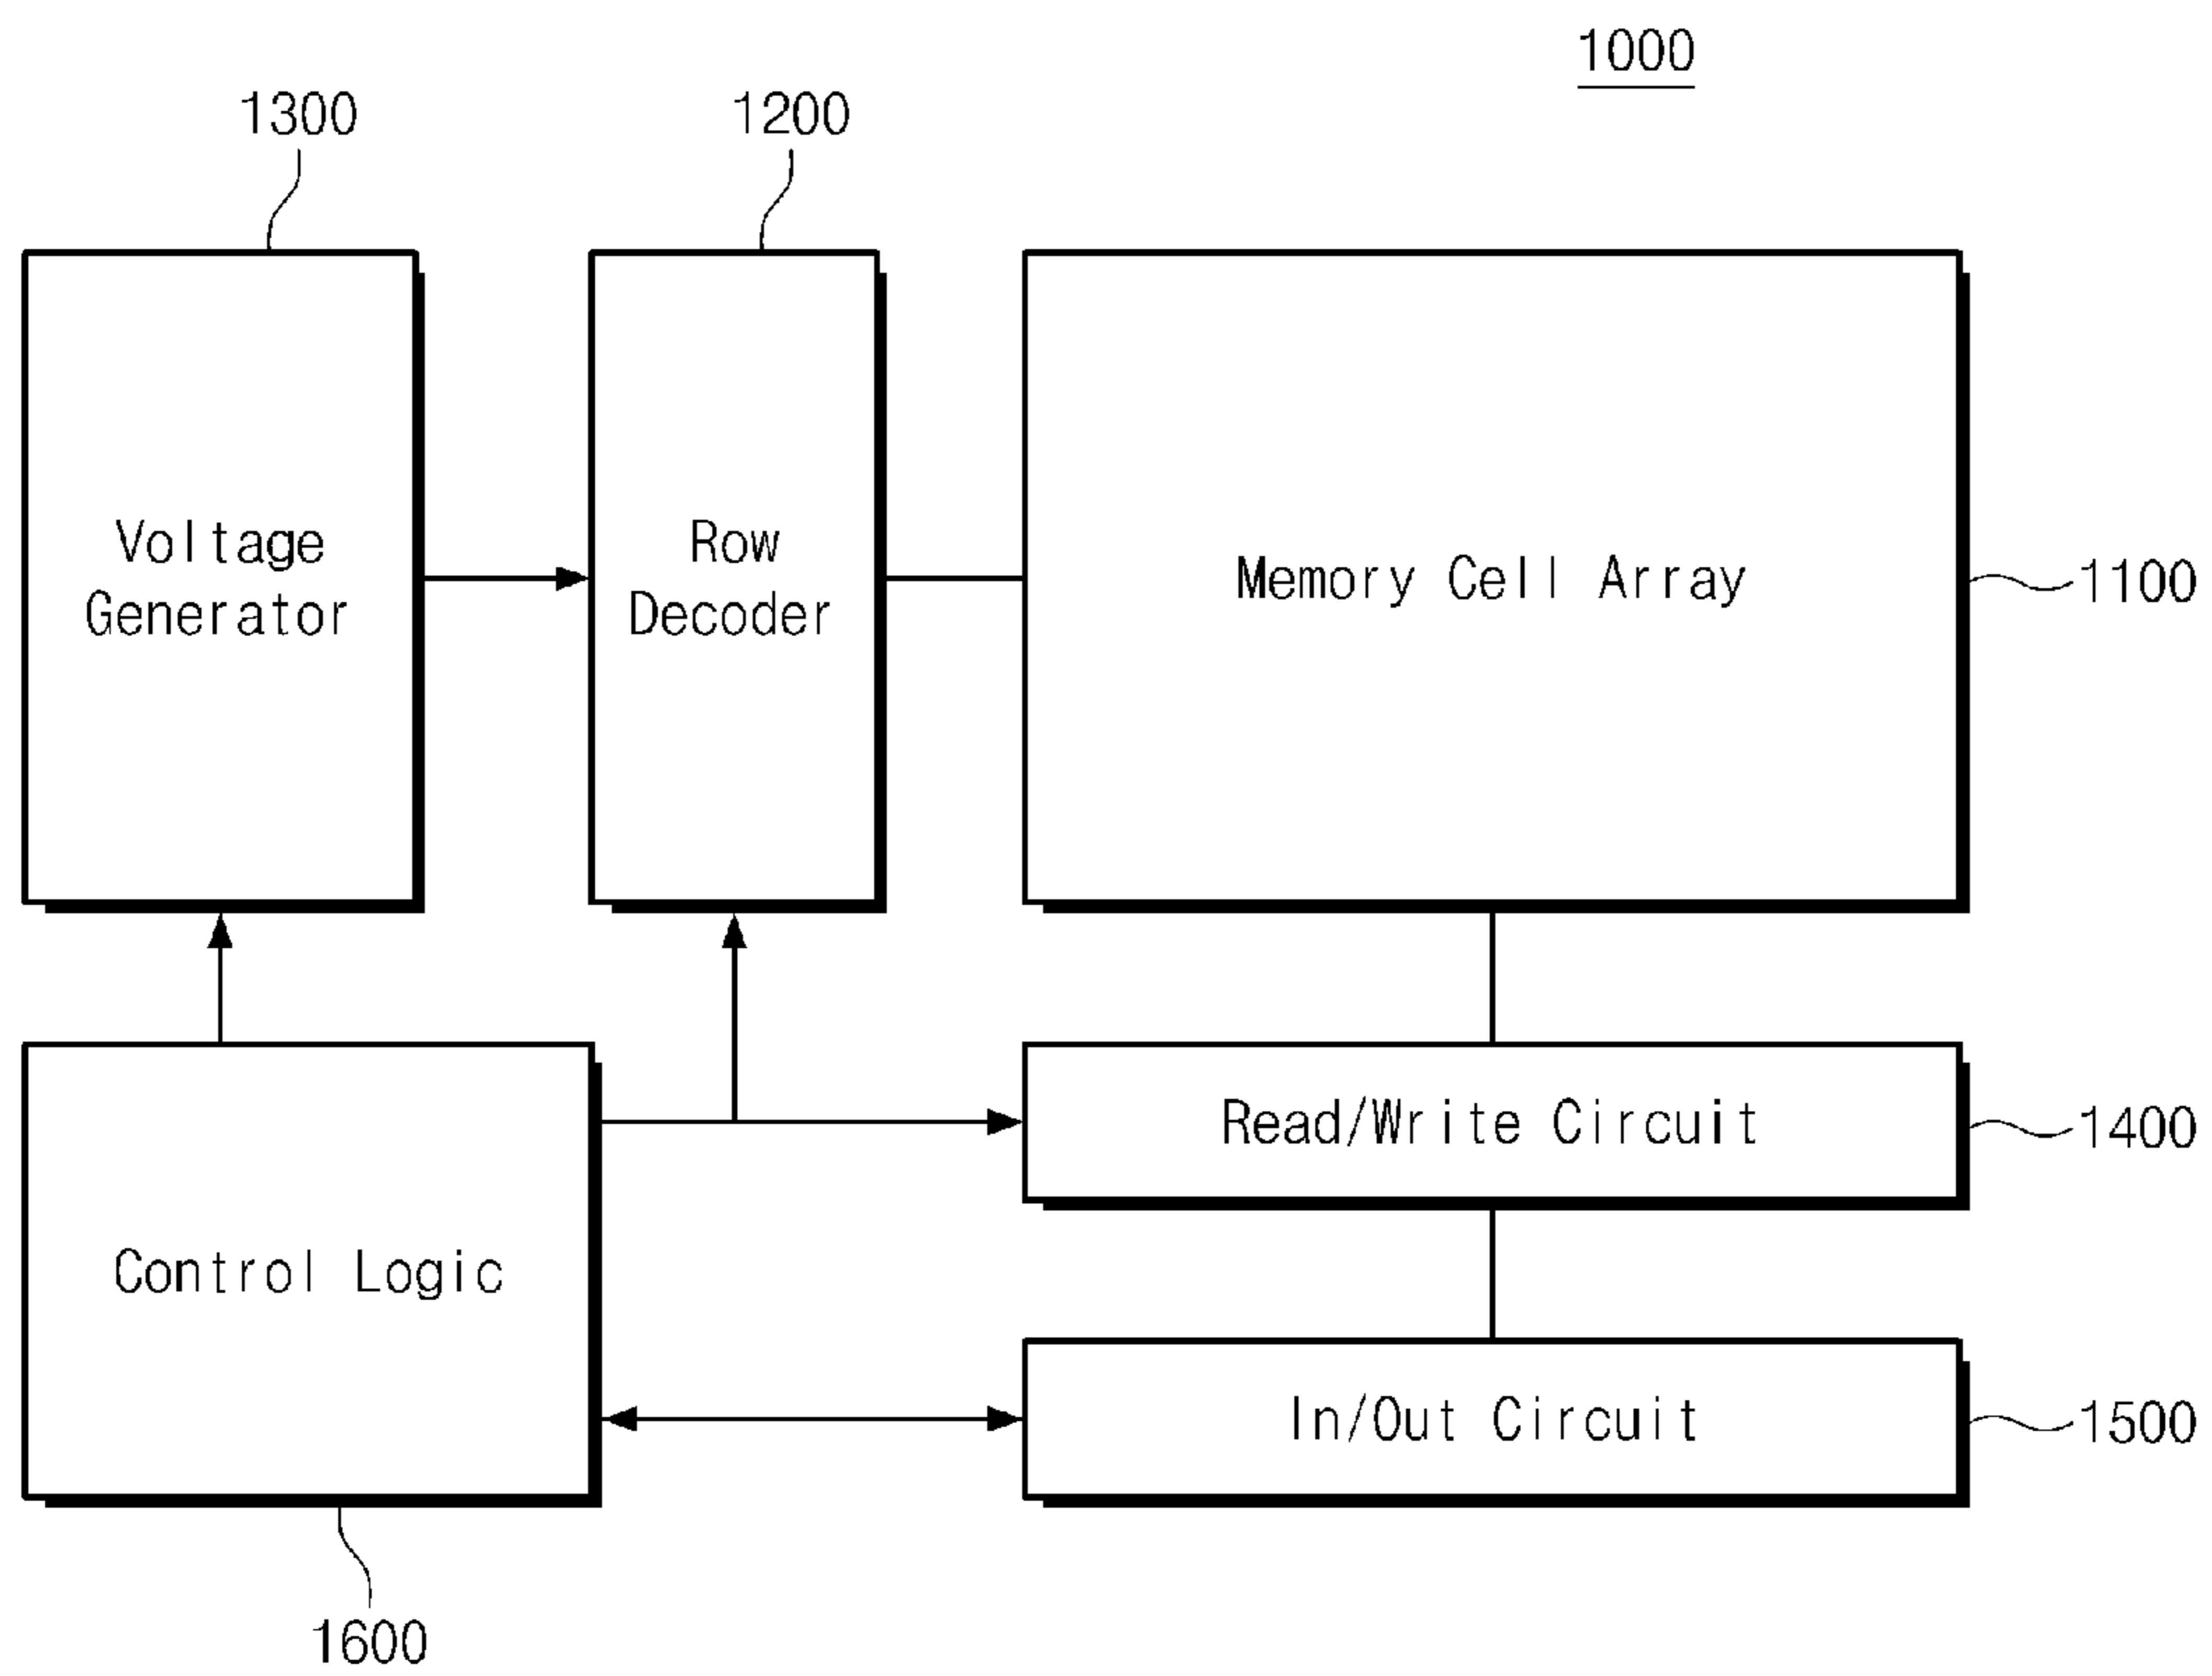 1000
1300
1200
Voltage
Generator
Row
Decoder
Memory Cell Array
1100
Read/Write Circuit
1400
Control Logic
In/Out Circuit
1500
1600